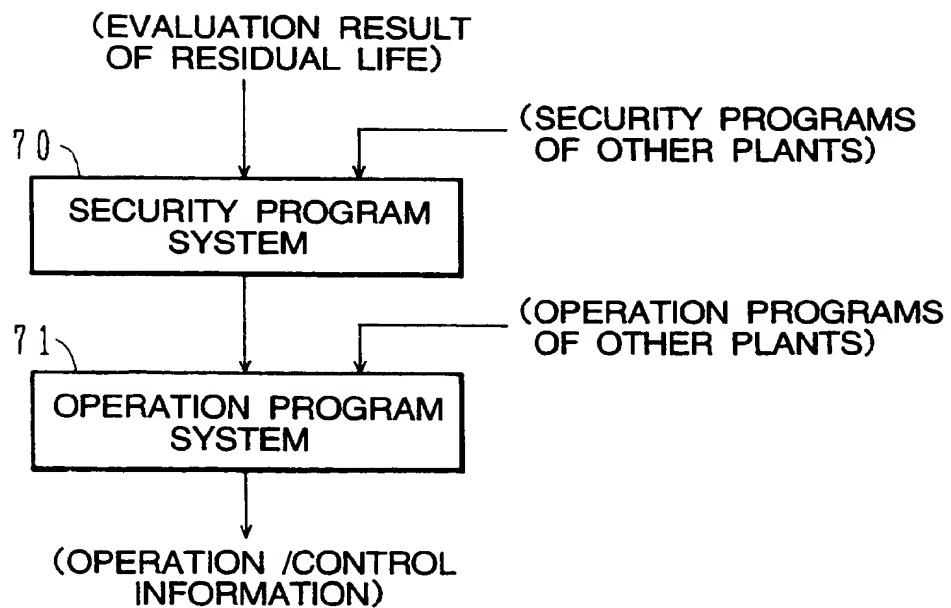 (EVALUATION RESULT
OF RESIDUAL LIFE)
70
(SECURITY PROGRAMS
OF OTHER PLANTS)
SECURITY PROGRAM
SYSTEM
71
(OPERATION PROGRAMS
OF OTHER PLANTS)
OPERATION PROGRAM
SYSTEM
(OPERATION /CONTROL
INFORMATION)